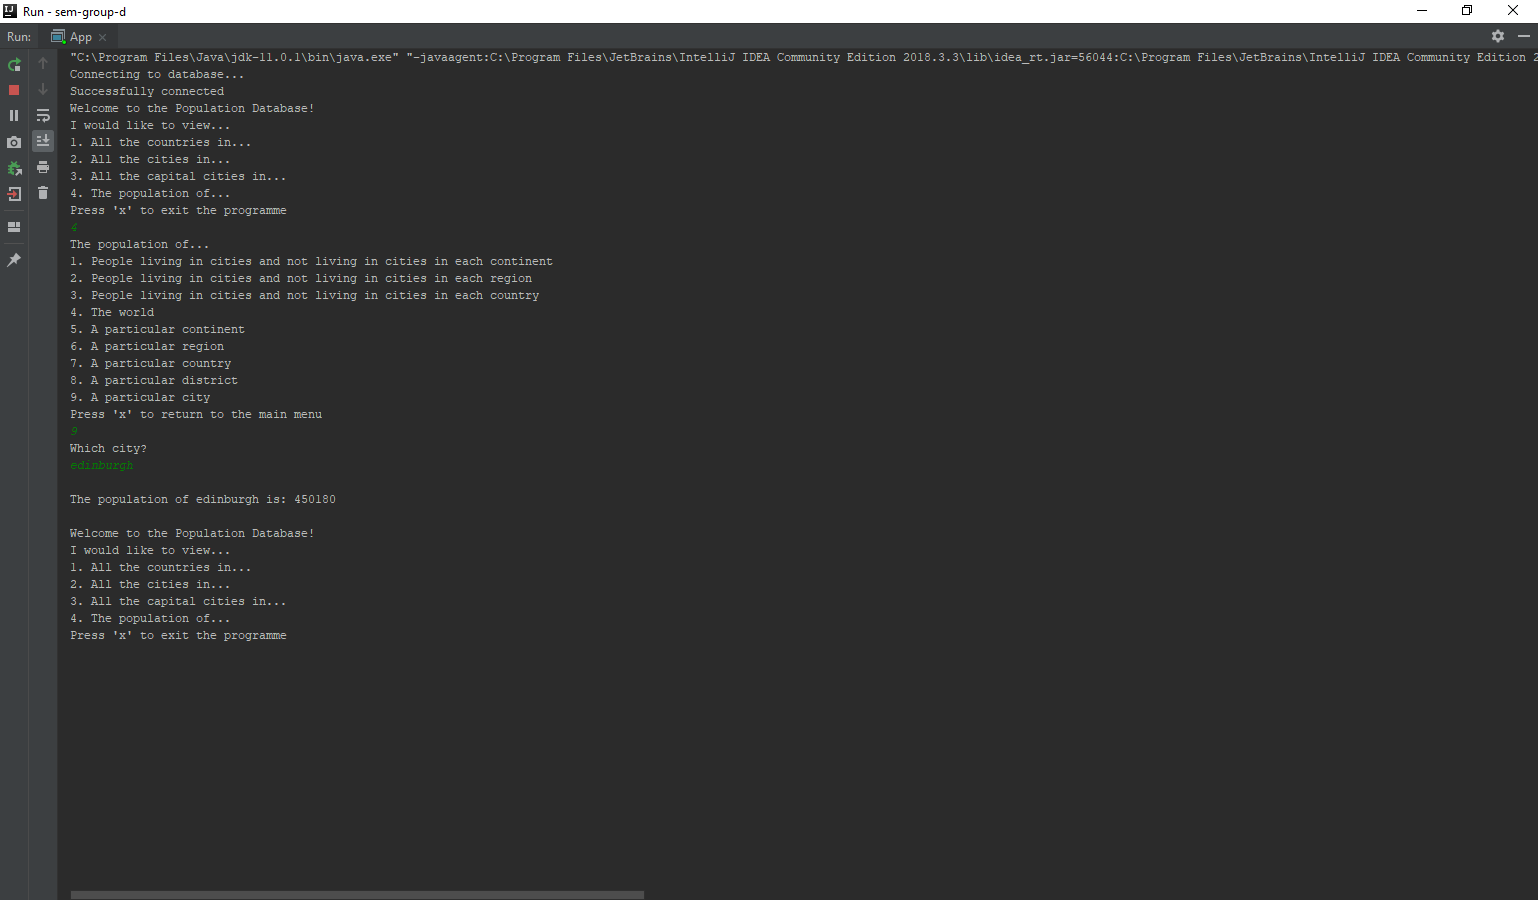 Run - sem-group-d
Run: App
"C:\Program Files\Java\jdk-11.0.1\bin\java.exe" "-javaagent:C:\Program Files\JetBrains\IntelliJ IDEA Community Edition 2018.3.3\lib\idea_rt.jar=56044:C:\Program Files\JetBrains\IntelliJ IDEA Community Edition 2
Connecting to database...
Successfully connected
Welcome to the Population Database!
I would like to view...
1. All the countries in...
2. All the cities in...
3. All the capital cities in...
4. The population of...
Press 'x' to exit the programme
4
The population of...
1. People living in cities and not living in cities in each continent
2. People living in cities and not living in cities in each region
3. People living in cities and not living in cities in each country
4. The world
5. A particular continent
6. A particular region
7. A particular country
8. A particular district
9. A particular city
Press 'x' to return to the main menu
9
Which city?
edinburgh
The population of edinburgh is: 450180
Welcome to the Population Database!
I would like to view...
1. All the countries in...
2. All the cities in...
3. All the capital cities in...
4. The population of...
Press 'x' to exit the programme